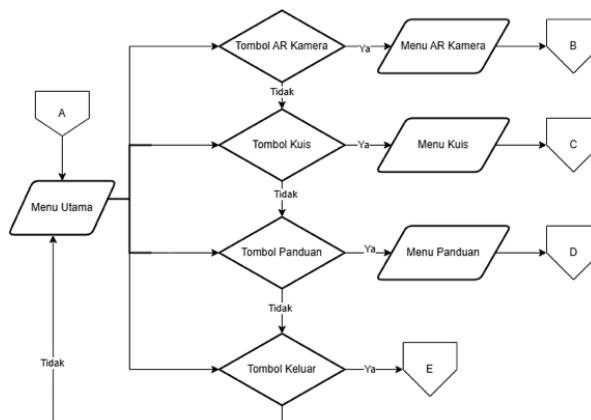 Tombol AR Kamera
Ya
Menu AR Kamera
B
Tidak
A
Tombol Kuis
Ya
Menu Kuis
C
Tidak
Menu Utama
Tombol Panduan
Ya
Menu Panduan
D
Tidak
Tidak
Tombol Keluar
Ya
E